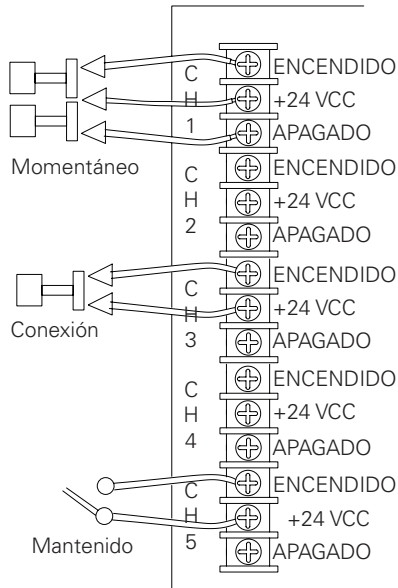 C
H
1
ENCENDIDO
+24 VCC
APAGADO
Momentáneo
C
H
2
ENCENDIDO
+24 VCC
APAGADO
C
H
3
ENCENDIDO
+24 VCC
APAGADO
Conexión
C
H
4
ENCENDIDO
+24 VCC
APAGADO
C
H
5
ENCENDIDO
+24 VCC
APAGADO
Mantenido